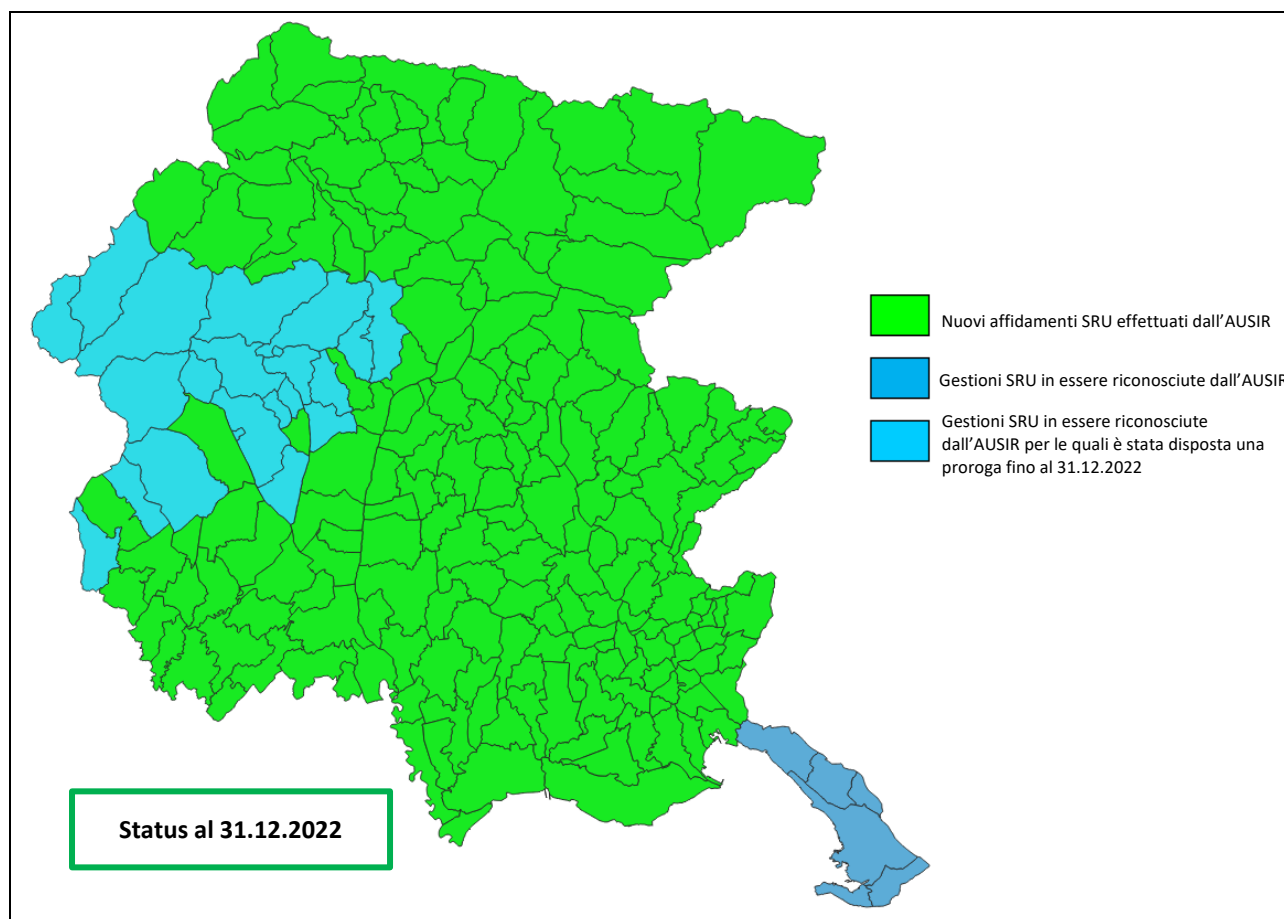 Nuovi affidamenti SRU effettuati dall'AUSIR
Gestioni SRU in essere riconosciute dall'AUSIR
Gestioni SRU in essere riconosciute
dall'AUSIR per le quali è stata disposta una
proroga fino al 31.12.2022
Status al 31.12.2022